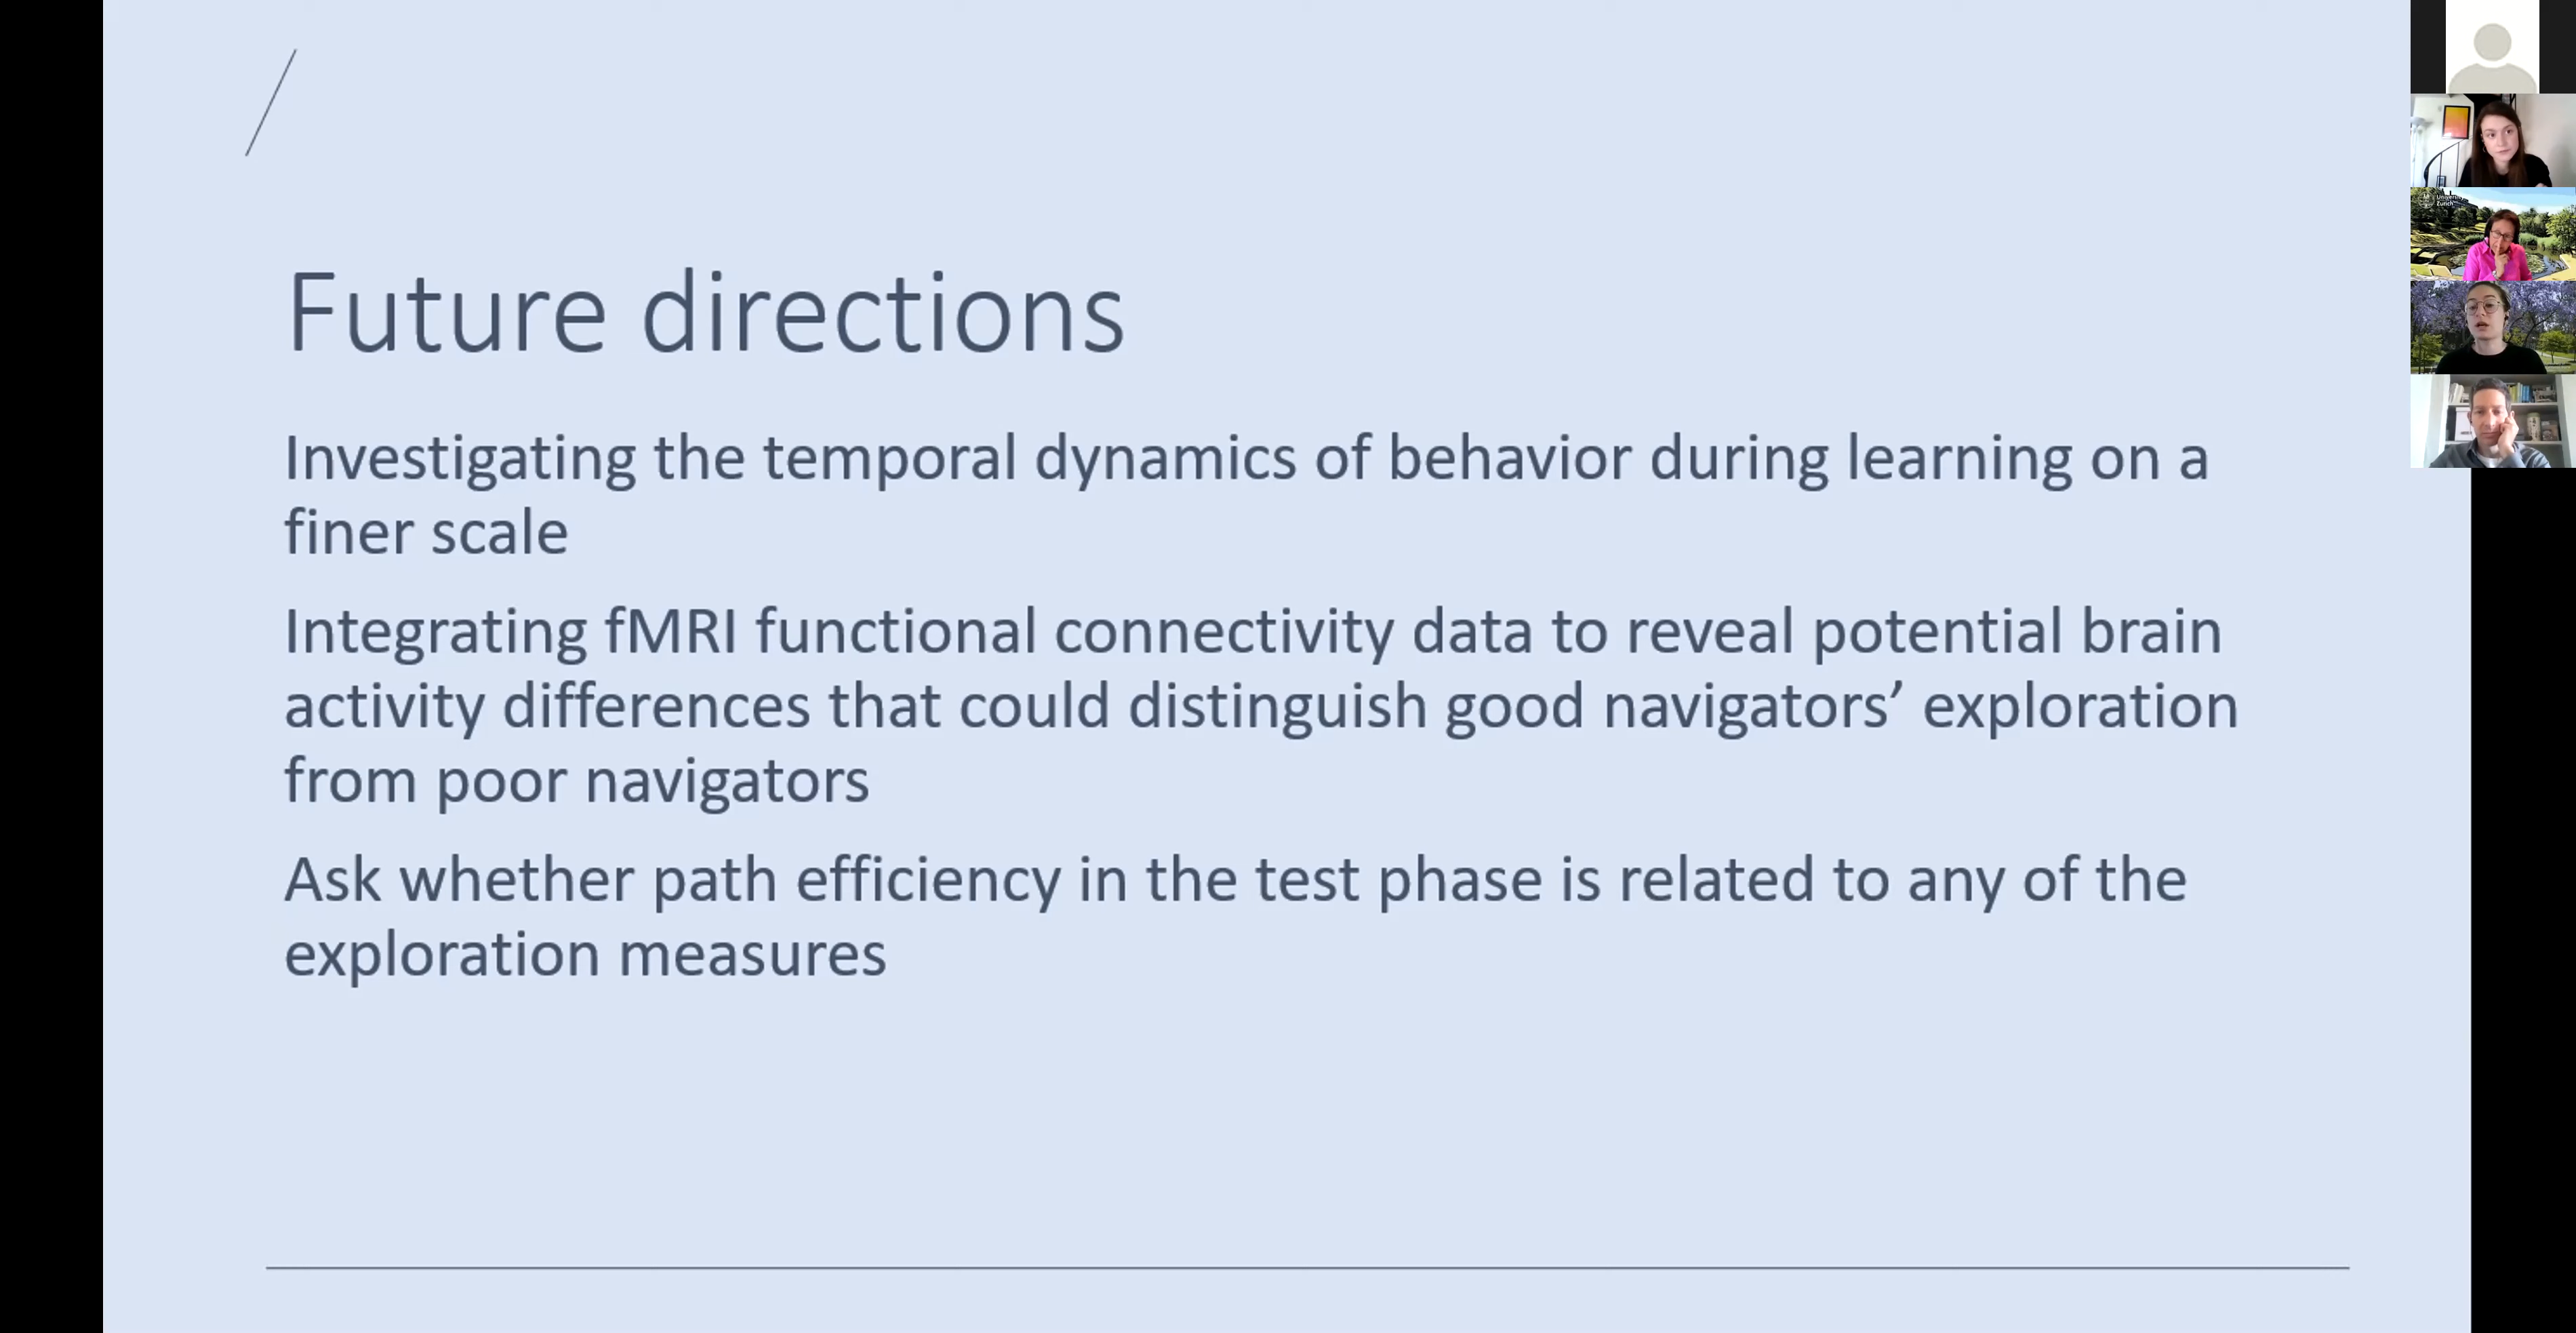 Future directions
Investigating the temporal dynamics of behavior during learning on a
finer scale
Integrating fMRI functional connectivity data to reveal potential brain
activity differences that could distinguish good navigators’ exploration
from poor navigators
Ask whether path efficiency in the test phase is related to any of the
exploration measures